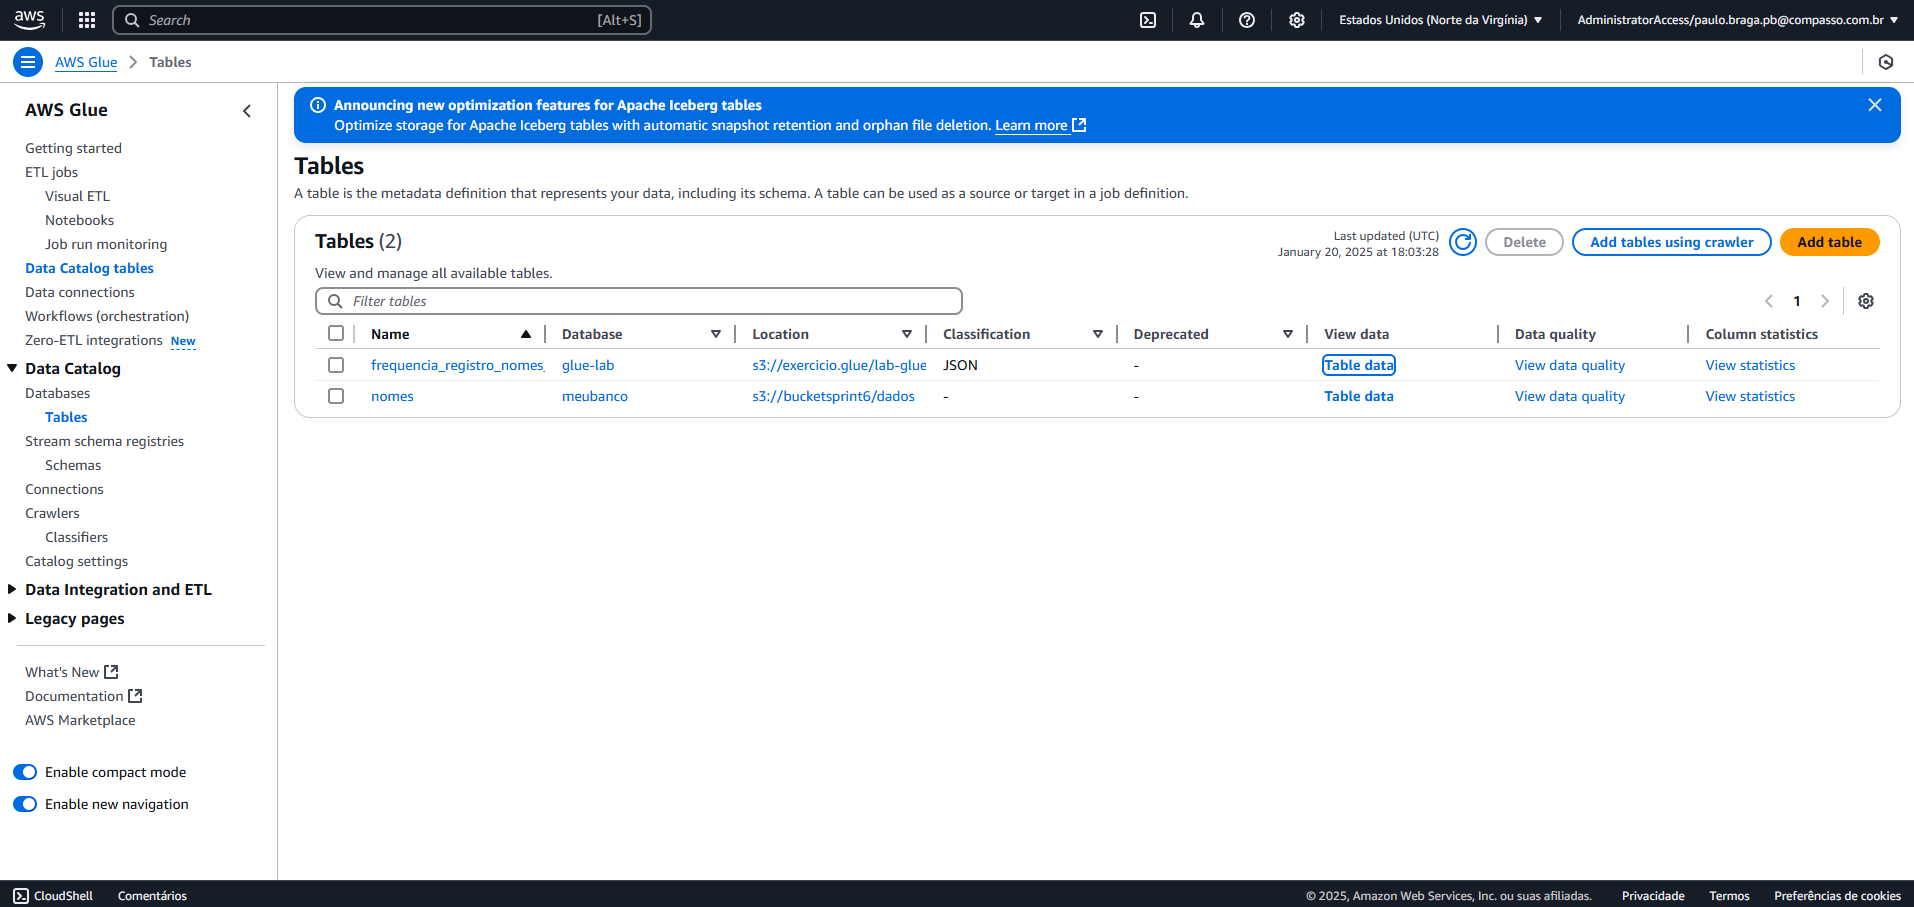 aws Search [Alt+S] Estados Unidos (Norte da Virgínia) AdministratorAccess/paulo.braga.pb@compasso.com.br
AWS Glue Tables
AWS Glue
Getting started
ETL jobs
Visual ETL
Notebooks
Job run monitoring
Data Catalog tables
Data connections
Workflows (orchestration)
Zero-ETL integrations New
Data Catalog
Databases
Tables
Stream schema registries
Schemas
Connections
Crawlers
Classifiers
Catalog settings
Data Integration and ETL
Legacy pages
What's New
Documentation
AWS Marketplace
Enable compact mode
Enable new navigation
Announcing new optimization features for Apache Iceberg tables
Optimize storage for Apache Iceberg tables with automatic snapshot retention and orphan file deletion. Learn more
Tables
A table is the metadata definition that represents your data, including its schema. A table can be used as a source or target in a job definition.
Tables (2)
Last updated (UTC)
January 20, 2025 at 18:03:28
Delete Add tables using crawler Add table
View and manage all available tables.
Filter tables 1
Name Database Location Classification Deprecated View data Data quality Column statistics
frequencia_registro_nomes_ glue-lab s3://exercicio.glue/lab-glue JSON - Table data View data quality View statistics
nomes meubanco s3://bucketsprint6/dados - - Table data View data quality View statistics
CloudShell Comentários © 2025, Amazon Web Services, Inc. ou suas afiliadas. Privacidade Termos Preferências de cookies